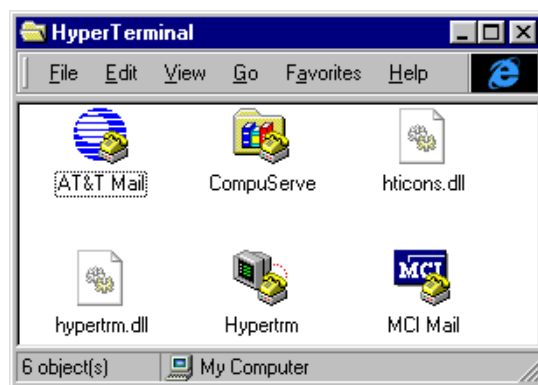 HyperTerminal
File Edit View Go Favorites Help
AT&T Mail CompuServe hticons.dll
MCI
hypertrm.dll Hypertrm MCI Mail
6 object(s) My Computer